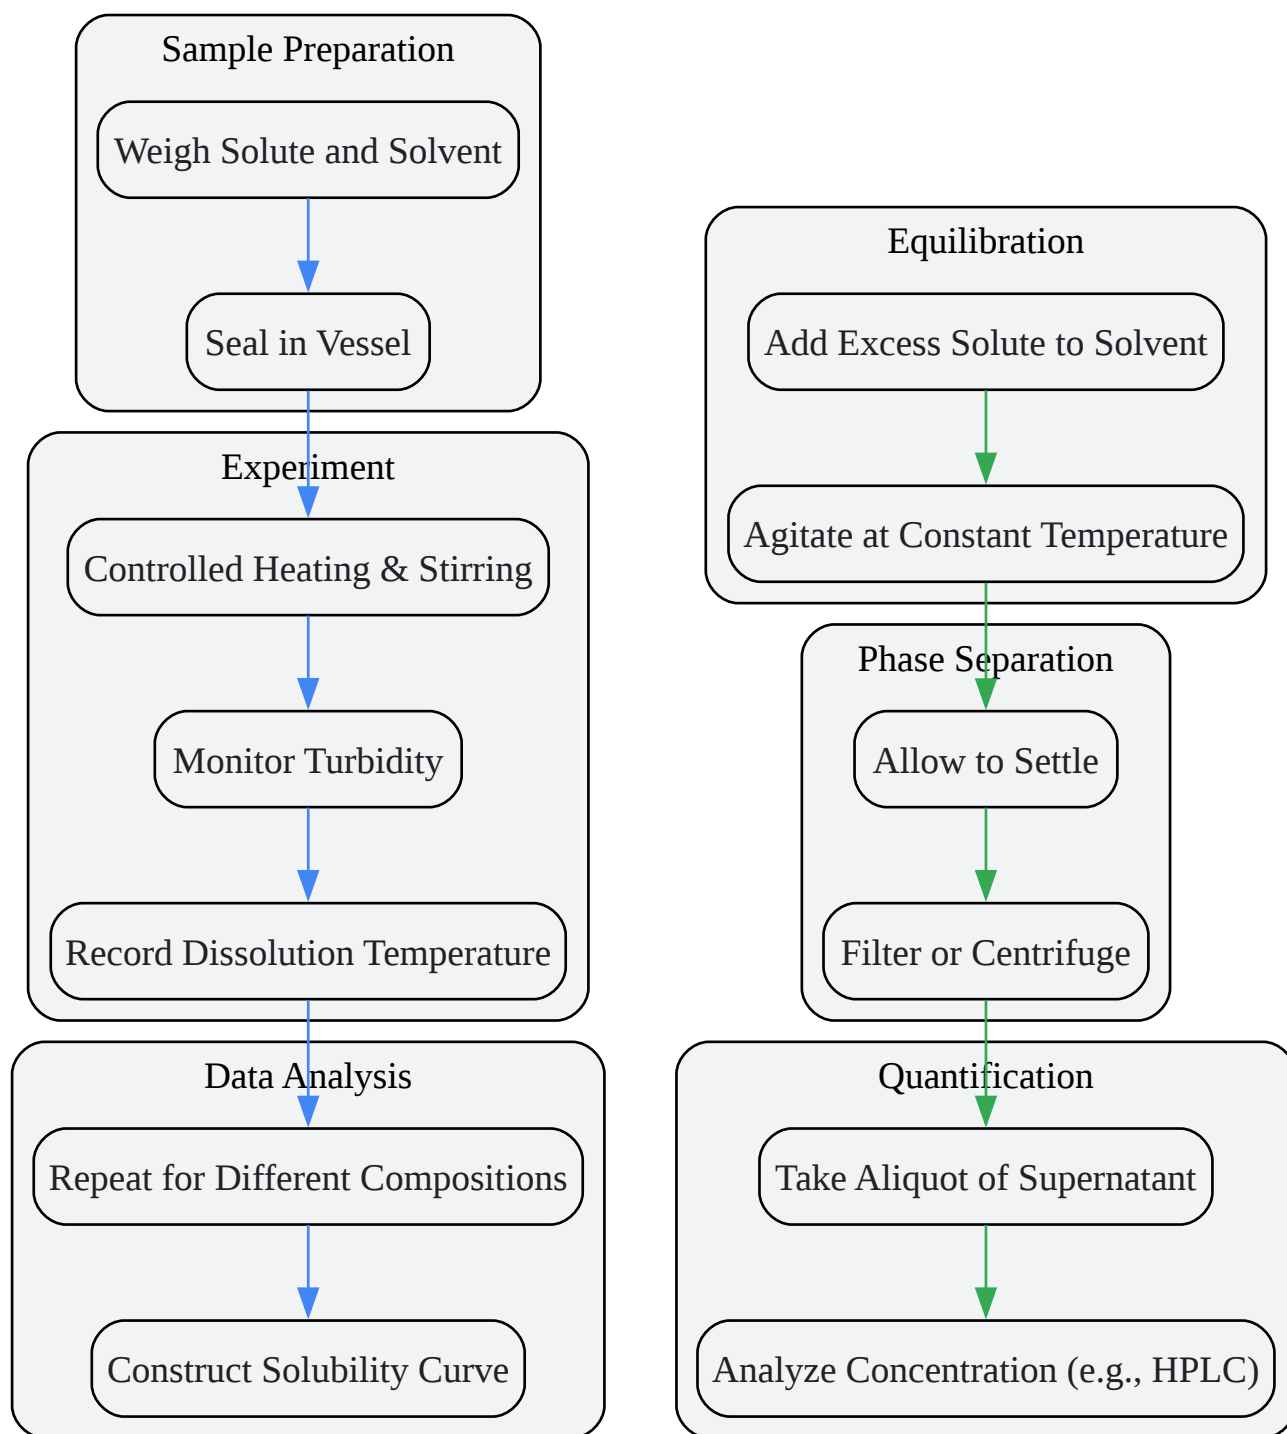 Sample Preparation
Weigh Solute and Solvent
Seal in Vessel
Experiment
Controlled Heating & Stirring
Monitor Turbidity
Record Dissolution Temperature
Data Analysis
Repeat for Different Compositions
Construct Solubility Curve
Equilibration
Add Excess Solute to Solvent
Agitate at Constant Temperature
Phase Separation
Allow to Settle
Filter or Centrifuge
Quantification
Take Aliquot of Supernatant
Analyze Concentration (e.g., HPLC)